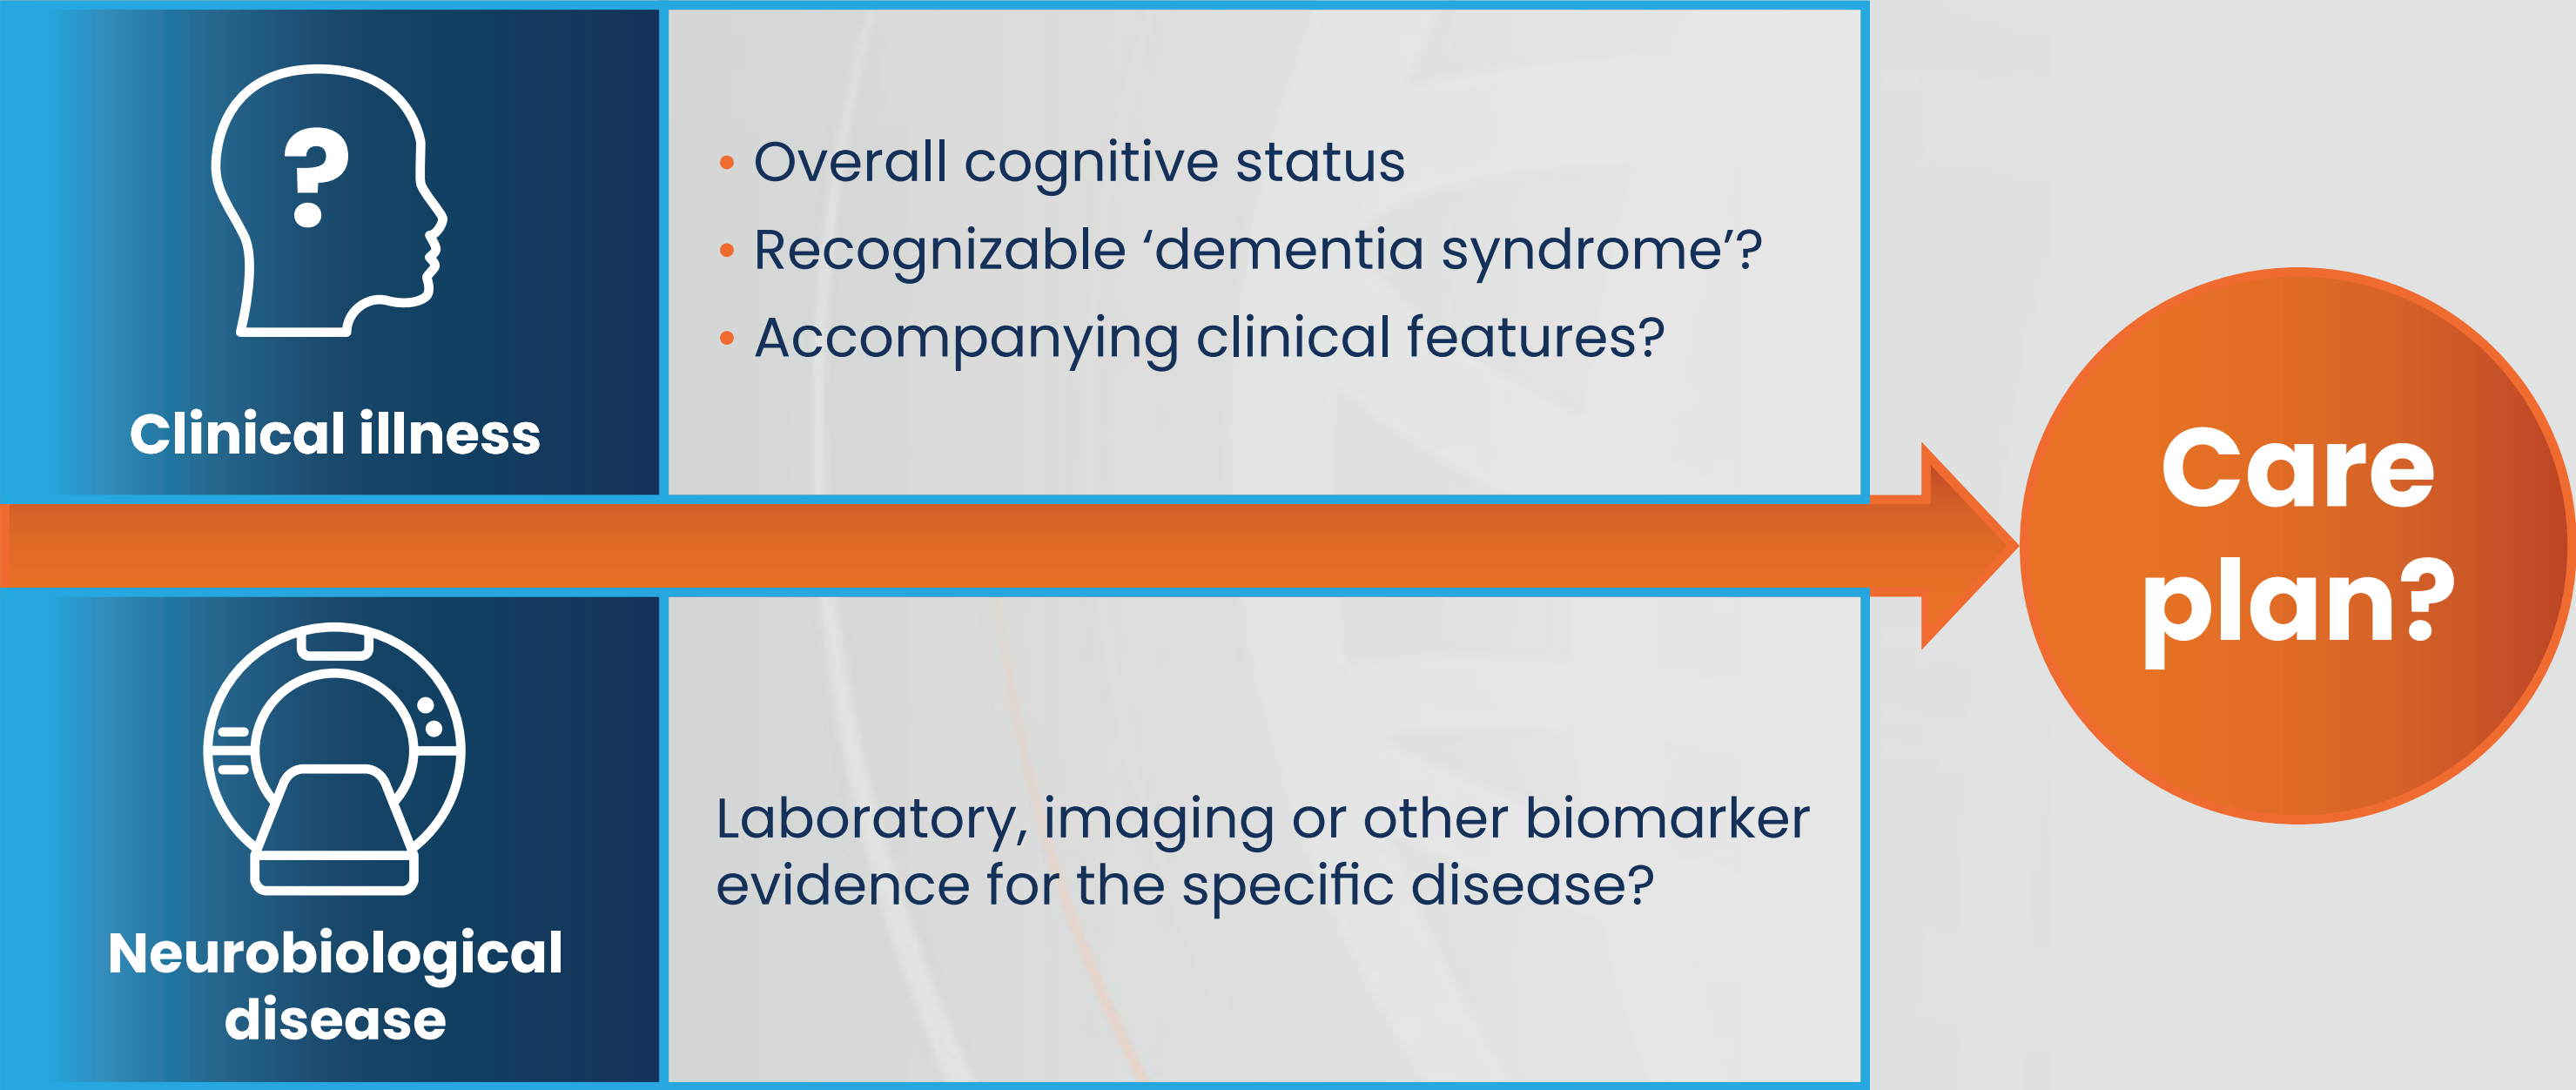 ?
Clinical illness
• Overall cognitive status
• Recognizable ‘dementia syndrome’?
• Accompanying clinical features?
Neurobiological
disease
Laboratory, imaging or other biomarker
evidence for the specific disease?
Care
plan?